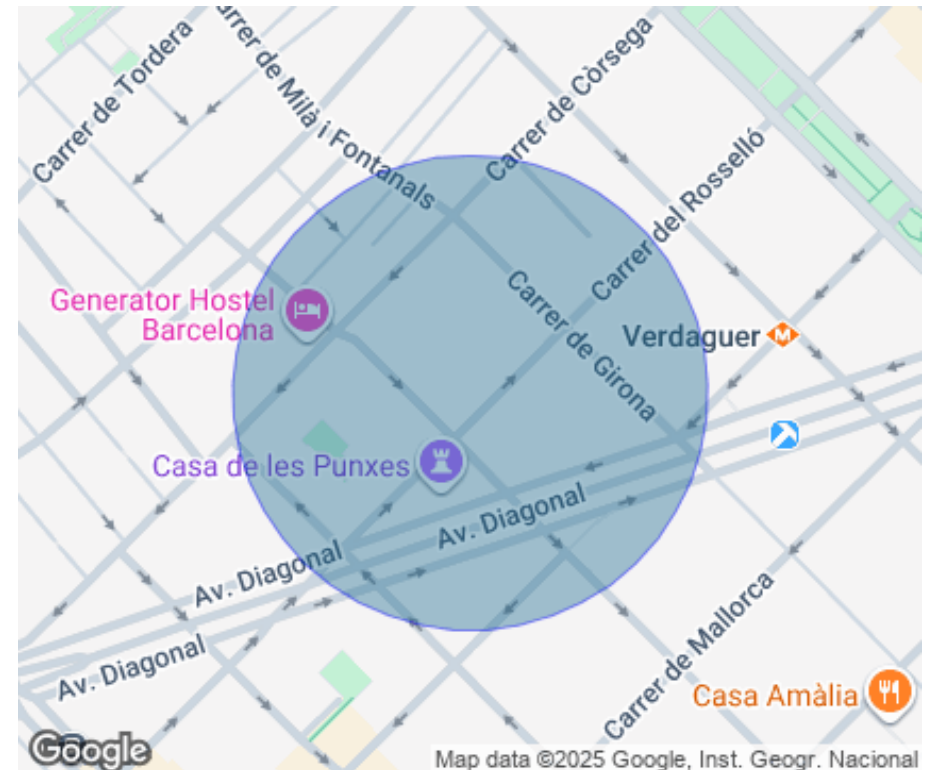 Carrer de Tordera
arrer de Milà i Fontanals
Carrer de Còrsega
Carrer del Rosselló
Generator Hostel
Barcelona
Carrer de Girona
Verdaguer
M
Casa de les Punxes
Av. Diagonal
Av. Diagonal
Av. Diagonal
Carrer de Mallorca
Casa Amàlia
Google
Map data ©2025 Google, Inst. Geogr. Nacional